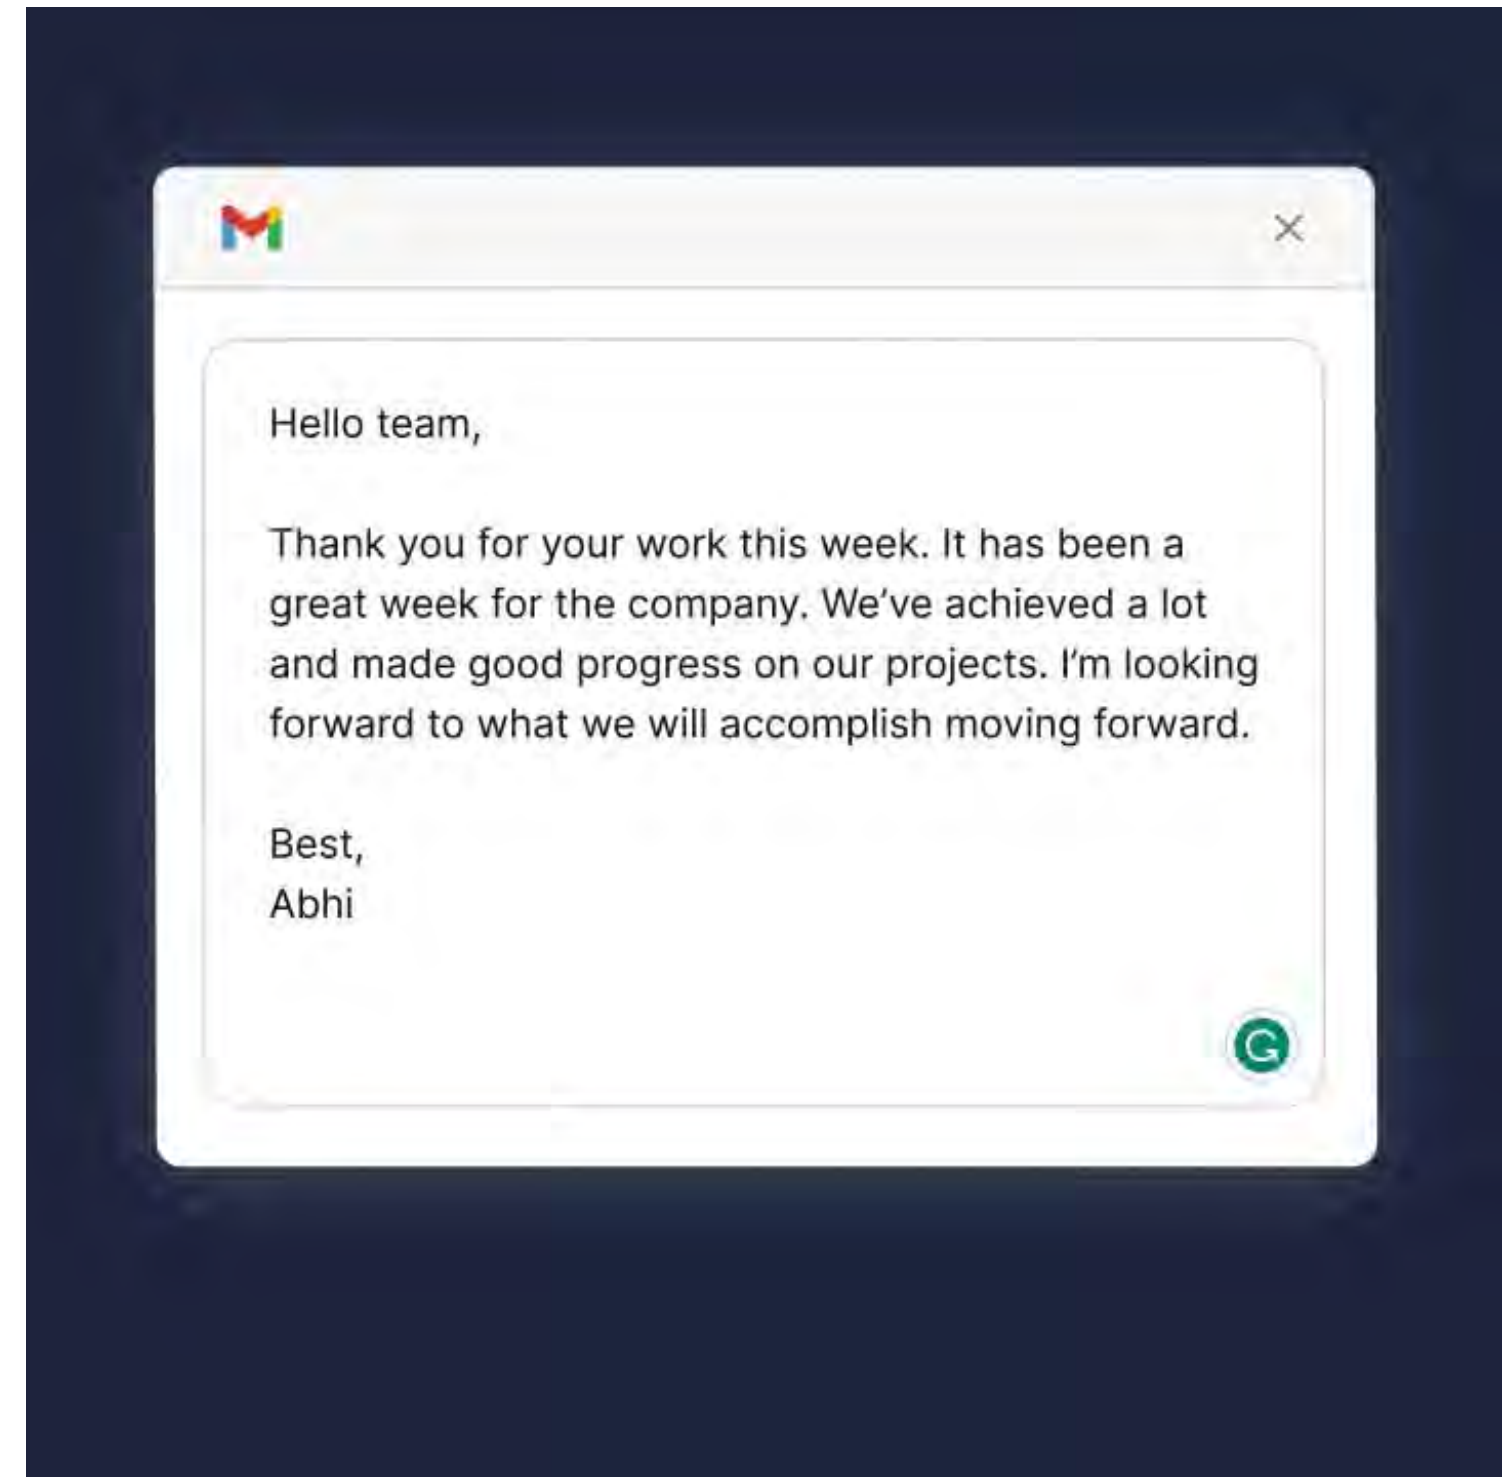 Hello team,
Thank you for your work this week. It has been a
great week for the company. We’ve achieved a lot
and made good progress on our projects. I’m looking
forward to what we will accomplish moving forward.
Best,
Abhi